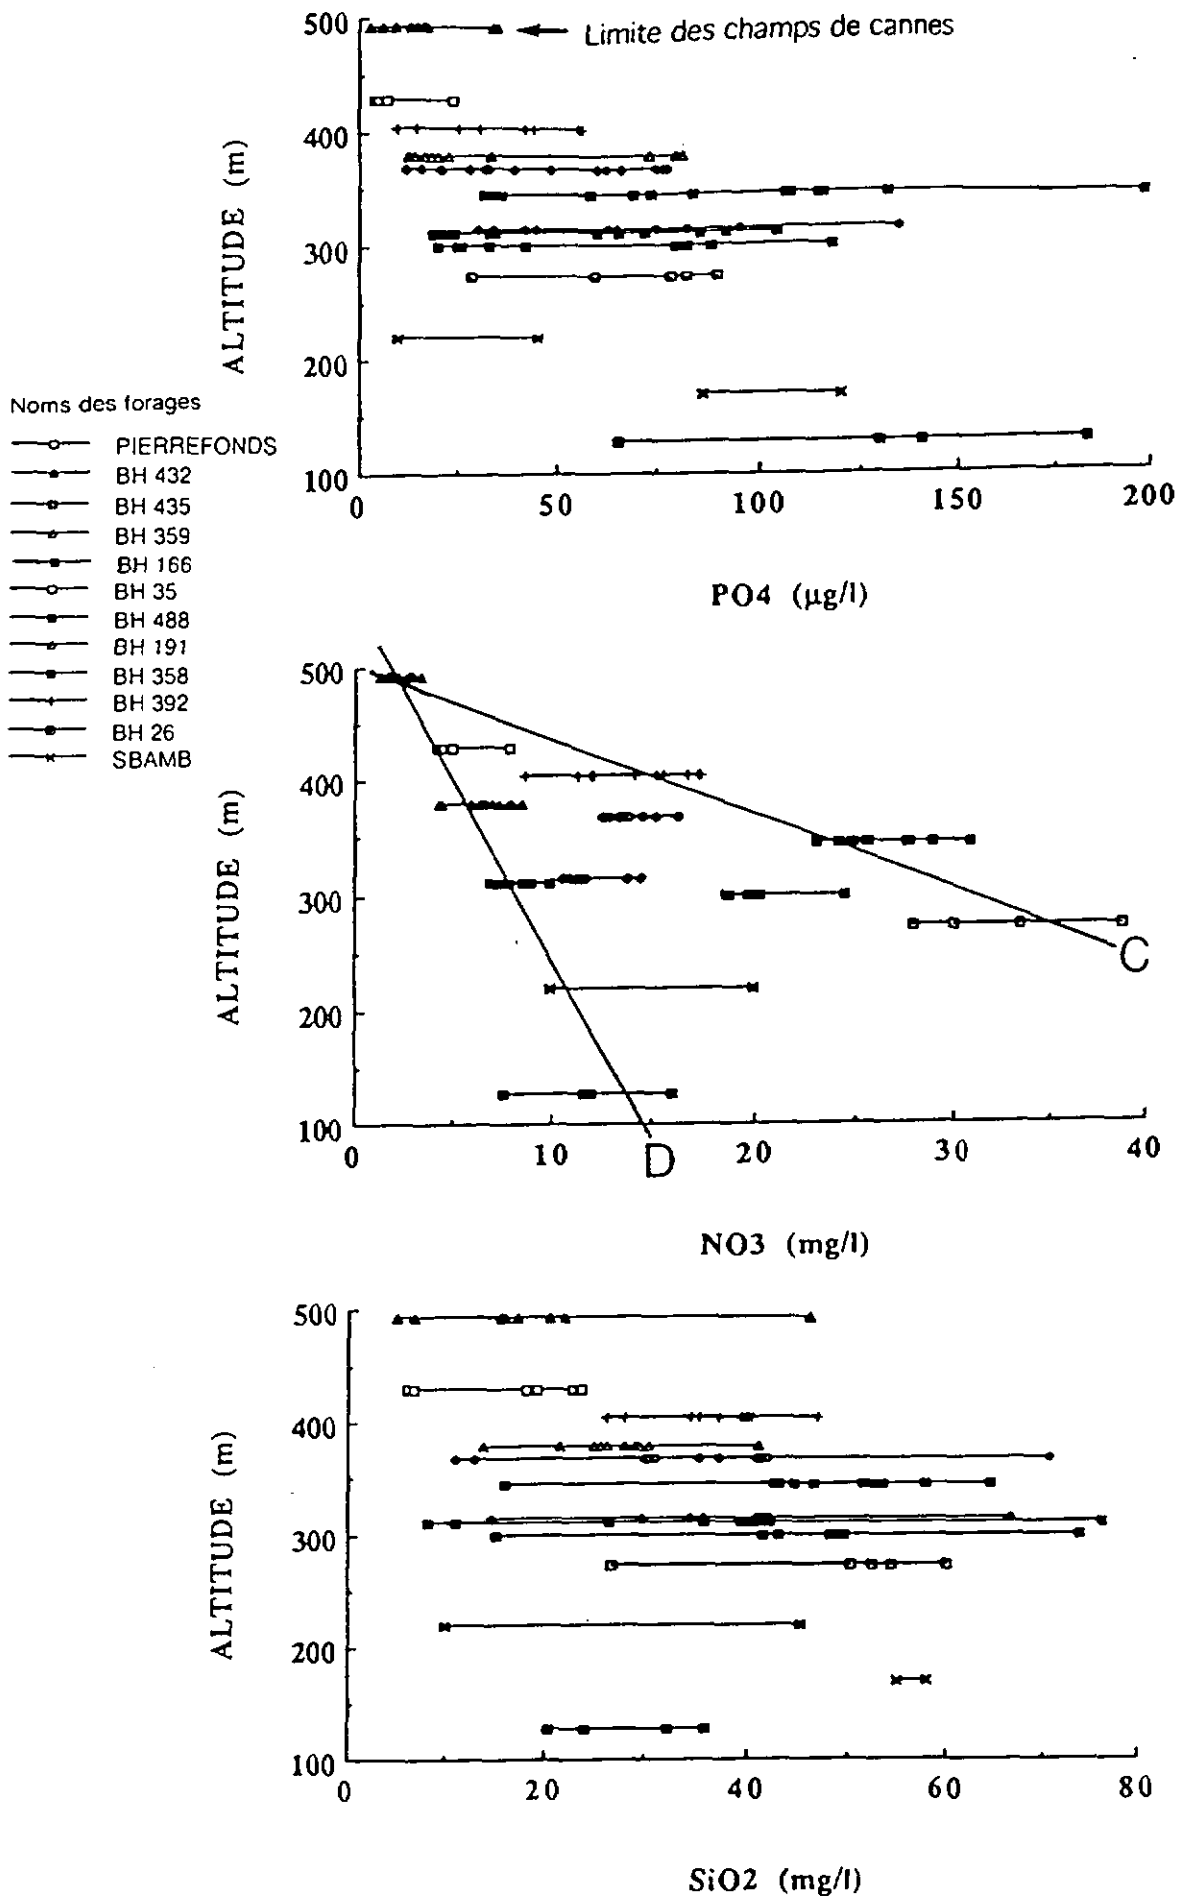 500
Limite des champs de cannes
400
300
200
100
ALTITUDE (m)
0 50 100 150 200
PO4 (µg/l)
Noms des forages
PIERREFONDS
BH 432
BH 435
BH 359
BH 166
BH 35
BH 488
BH 191
BH 358
BH 392
BH 26
SBAMB
500
400
300
200
100
ALTITUDE (m)
C
D
0 10 20 30 40
NO3 (mg/l)
500
400
300
200
100
ALTITUDE (m)
0 20 40 60 80
SiO2 (mg/l)